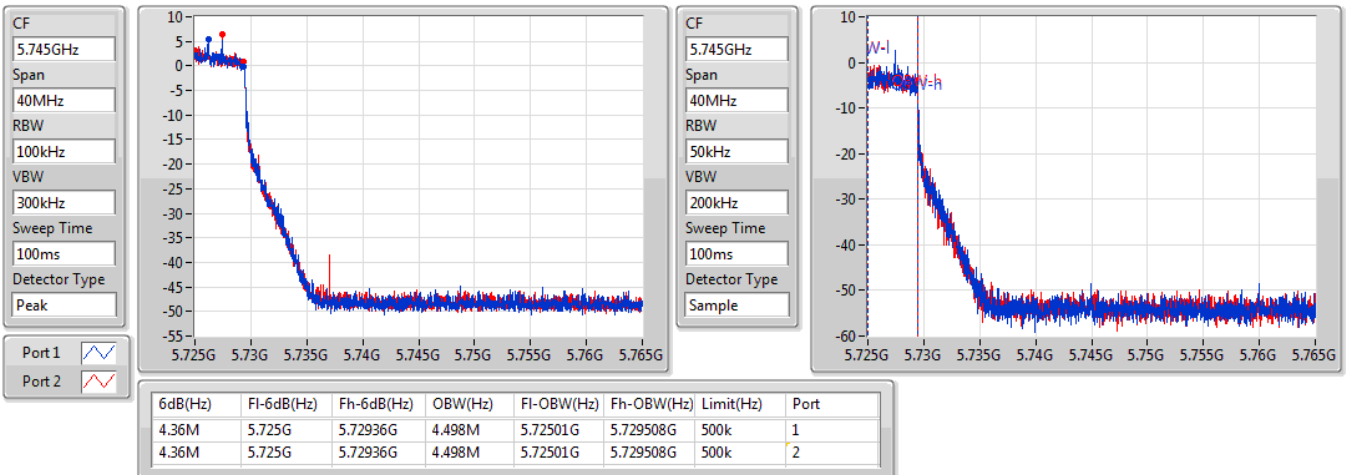 CF
5.745GHz
Span
40MHz
RBW
100kHz
VBW
300kHz
Sweep Time
100ms
Detector Type
Peak
10
5
0
-5
-10
-15
-20
-25
-30
-35
-40
-45
-50
-55
5.725G 5.73G 5.735G 5.74G 5.745G 5.75G 5.755G 5.76G 5.765G
Port 1
Port 2
CF
5.745GHz
Span
40MHz
RBW
50kHz
VBW
200kHz
Sweep Time
100ms
Detector Type
Sample
10
0
-10
-20
-30
-40
-50
-60
W-l
W-h
5.725G 5.73G 5.735G 5.74G 5.745G 5.75G 5.755G 5.76G 5.765G
6dB(Hz) Fl-6dB(Hz) Fh-6dB(Hz) OBW(Hz) Fl-OBW(Hz) Fh-OBW(Hz) Limit(Hz) Port
4.36M 5.725G 5.72936G 4.498M 5.72501G 5.729508G 500k 1
4.36M 5.725G 5.72936G 4.498M 5.72501G 5.729508G 500k 2